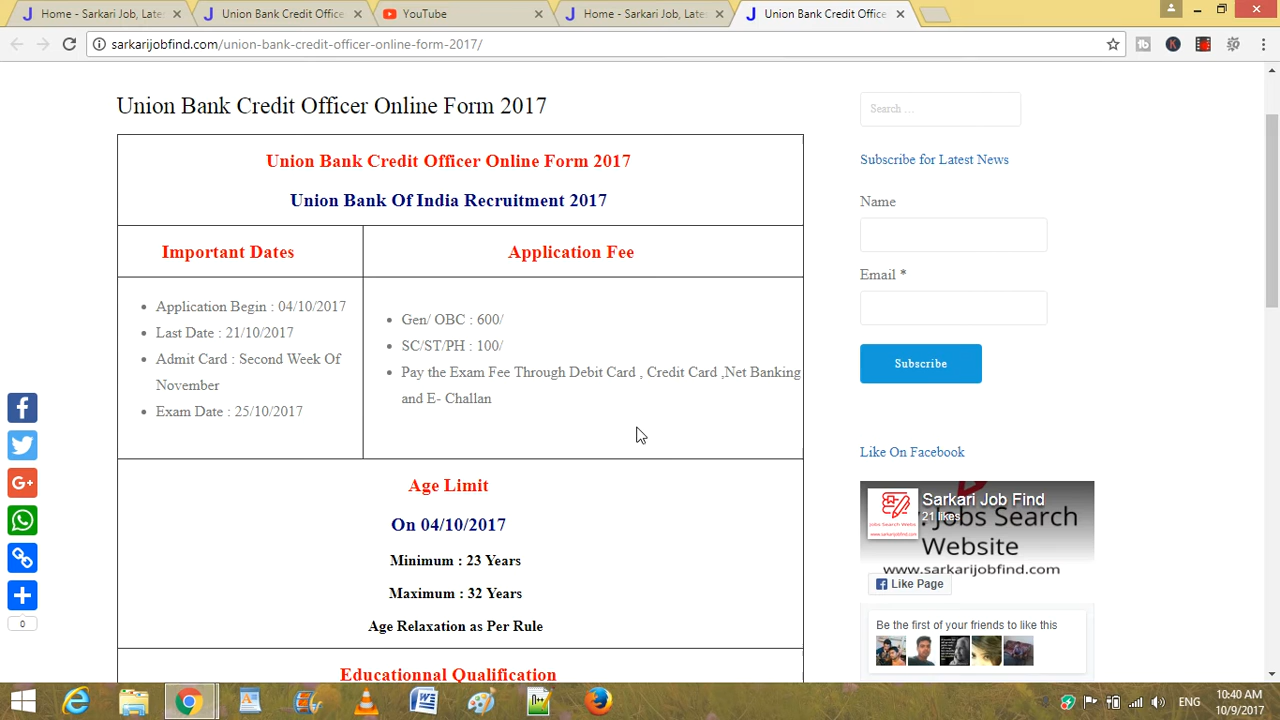 Home - Sarkari Job, Lates
Union Bank Credit Office
YouTube
Home - Sarkari Job, Lates
Union Bank Credit Office
sarkarijobfind.com/union-bank-credit-officer-online-form-2017/
Union Bank Credit Officer Online Form 2017
Union Bank Credit Officer Online Form 2017
Union Bank Of India Recruitment 2017
Important Dates
Application Fee
Application Begin : 04/10/2017
Last Date : 21/10/2017
Admit Card : Second Week Of
November
Exam Date : 25/10/2017
Gen/ OBC : 600/
SC/ST/PH : 100/
Pay the Exam Fee Through Debit Card , Credit Card ,Net Banking
and E- Challan
Age Limit
On 04/10/2017
Minimum : 23 Years
Maximum : 32 Years
Age Relaxation as Per Rule
Educationnal Qualification
0
Search …
Subscribe for Latest News
Name
Email *
Subscribe
Like On Facebook
Sarkari Job Find
21 likes
Jobs Search
Website
www.sarkarijobfind.com
Like Page
Be the first of your friends to like this
ENG
10:40 AM
10/9/2017